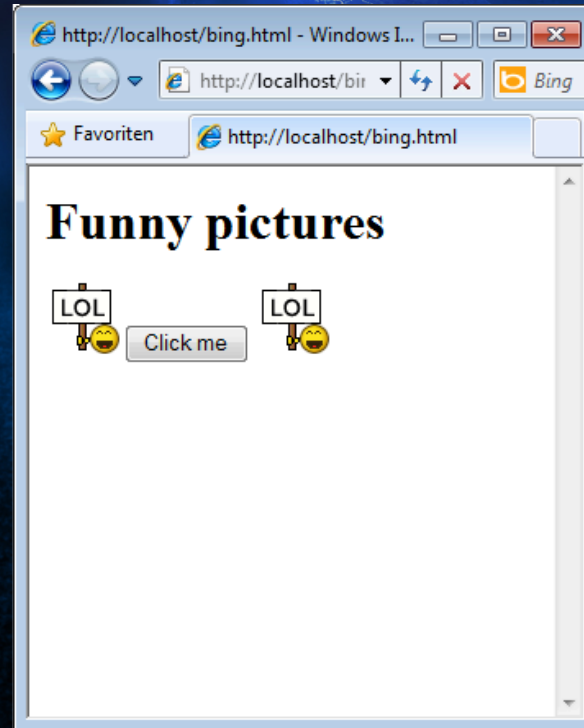 http://localhost/bing.html - Windows I...
http://localhost/bir
Bing
Favoriten
http://localhost/bing.html
Funny pictures
LOL
Click me
LOL